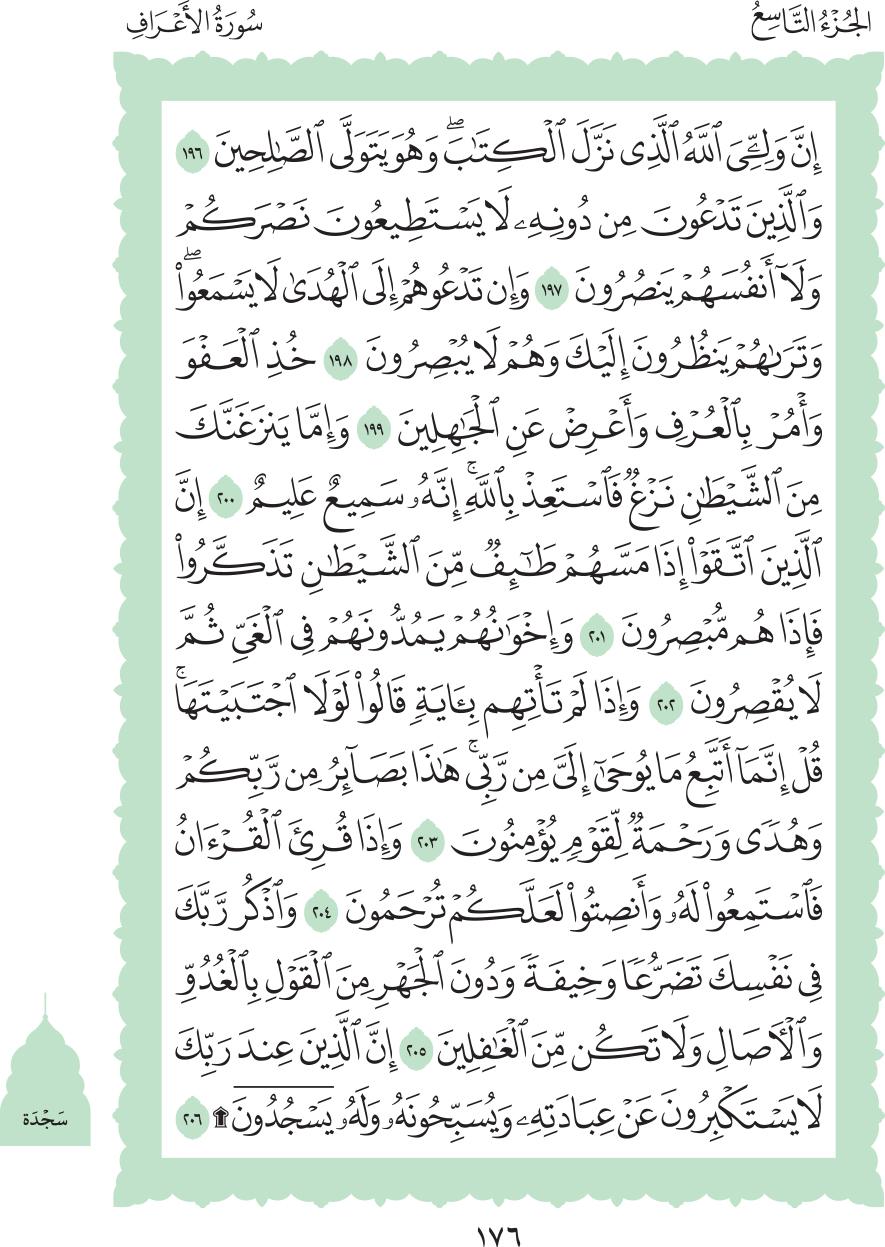 الجُزْءُ التَّاسِعُ
سُورَةُ الأَعْرَافِ
إِنَّ وَلِـِّۧيَ ٱللَّهُ ٱلَّذِى نَزَّلَ ٱلْكِتَٰبَ ۖ وَهُوَ يَتَوَلَّى ٱلصَّٰلِحِينَ ١٩٦
وَٱلَّذِينَ تَدْعُونَ مِن دُونِهِۦ لَا يَسْتَطِيعُونَ نَصْرَكُمْ
وَلَآ أَنفُسَهُمْ يَنصُرُونَ ١٩٧ وَإِن تَدْعُوهُمْ إِلَى ٱلْهُدَىٰ لَا يَسْمَعُوا۟ ۖ
وَتَرَىٰهُمْ يَنظُرُونَ إِلَيْكَ وَهُمْ لَا يُبْصِرُونَ ١٩٨ خُذِ ٱلْعَفْوَ
وَأْمُرْ بِٱلْعُرْفِ وَأَعْرِضْ عَنِ ٱلْجَٰهِلِينَ ١٩٩ وَإِمَّا يَنزَغَنَّكَ
مِنَ ٱلشَّيْطَٰنِ نَزْغٌ فَٱسْتَعِذْ بِٱللَّهِ ۚ إِنَّهُۥ سَمِيعٌ عَلِيمٌ ٢٠٠ إِنَّ
ٱلَّذِينَ ٱتَّقَوْا۟ إِذَا مَسَّهُمْ طَٰٓئِفٌ مِّنَ ٱلشَّيْطَٰنِ تَذَكَّرُوا۟
فَإِذَا هُم مُّبْصِرُونَ ٢٠١ وَإِخْوَٰنُهُمْ يَمُدُّونَهُمْ فِى ٱلْغَىِّ ثُمَّ
لَا يُقْصِرُونَ ٢٠٢ وَإِذَا لَمْ تَأْتِهِم بِـَٔايَةٍ قَالُوا۟ لَوْلَا ٱجْتَبَيْتَهَا ۚ
قُلْ إِنَّمَآ أَتَّبِعُ مَا يُوحَىٰٓ إِلَىَّ مِن رَّبِّى ۚ هَٰذَا بَصَآئِرُ مِن رَّبِّكُمْ
وَهُدًى وَرَحْمَةٌ لِّقَوْمٍ يُؤْمِنُونَ ٢٠٣ وَإِذَا قُرِئَ ٱلْقُرْءَانُ
فَٱسْتَمِعُوا۟ لَهُۥ وَأَنصِتُوا۟ لَعَلَّكُمْ تُرْحَمُونَ ٢٠٤ وَٱذْكُر رَّبَّكَ
فِى نَفْسِكَ تَضَرُّعًا وَخِيفَةً وَدُونَ ٱلْجَهْرِ مِنَ ٱلْقَوْلِ بِٱلْغُدُوِّ
وَٱلْءَاصَالِ وَلَا تَكُن مِّنَ ٱلْغَٰفِلِينَ ٢٠٥ إِنَّ ٱلَّذِينَ عِندَ رَبِّكَ
لَا يَسْتَكْبِرُونَ عَنْ عِبَادَتِهِۦ وَيُسَبِّحُونَهُۥ وَلَهُۥ يَسْجُدُونَ ۩ ٢٠٦
سَجْدَة
١٧٦